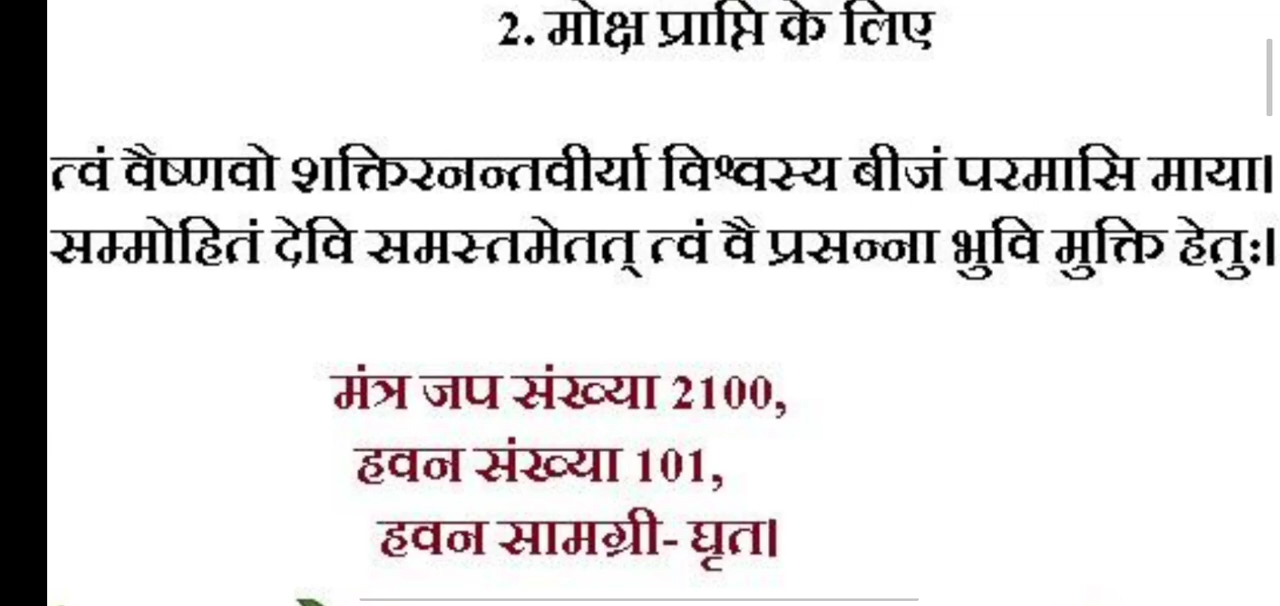 2. मोक्ष प्राप्ति के लिए
त्वं वैष्णवो शक्तिरनन्तवीर्या विश्वस्य बीजं परमासि माया।
सम्मोहितं देवि समस्तमेतत् त्वं वै प्रसन्ना भुवि मुक्ति हेतुः।
मंत्र जप संख्या 2100,
हवन संख्या 101,
हवन सामग्री- घृत।